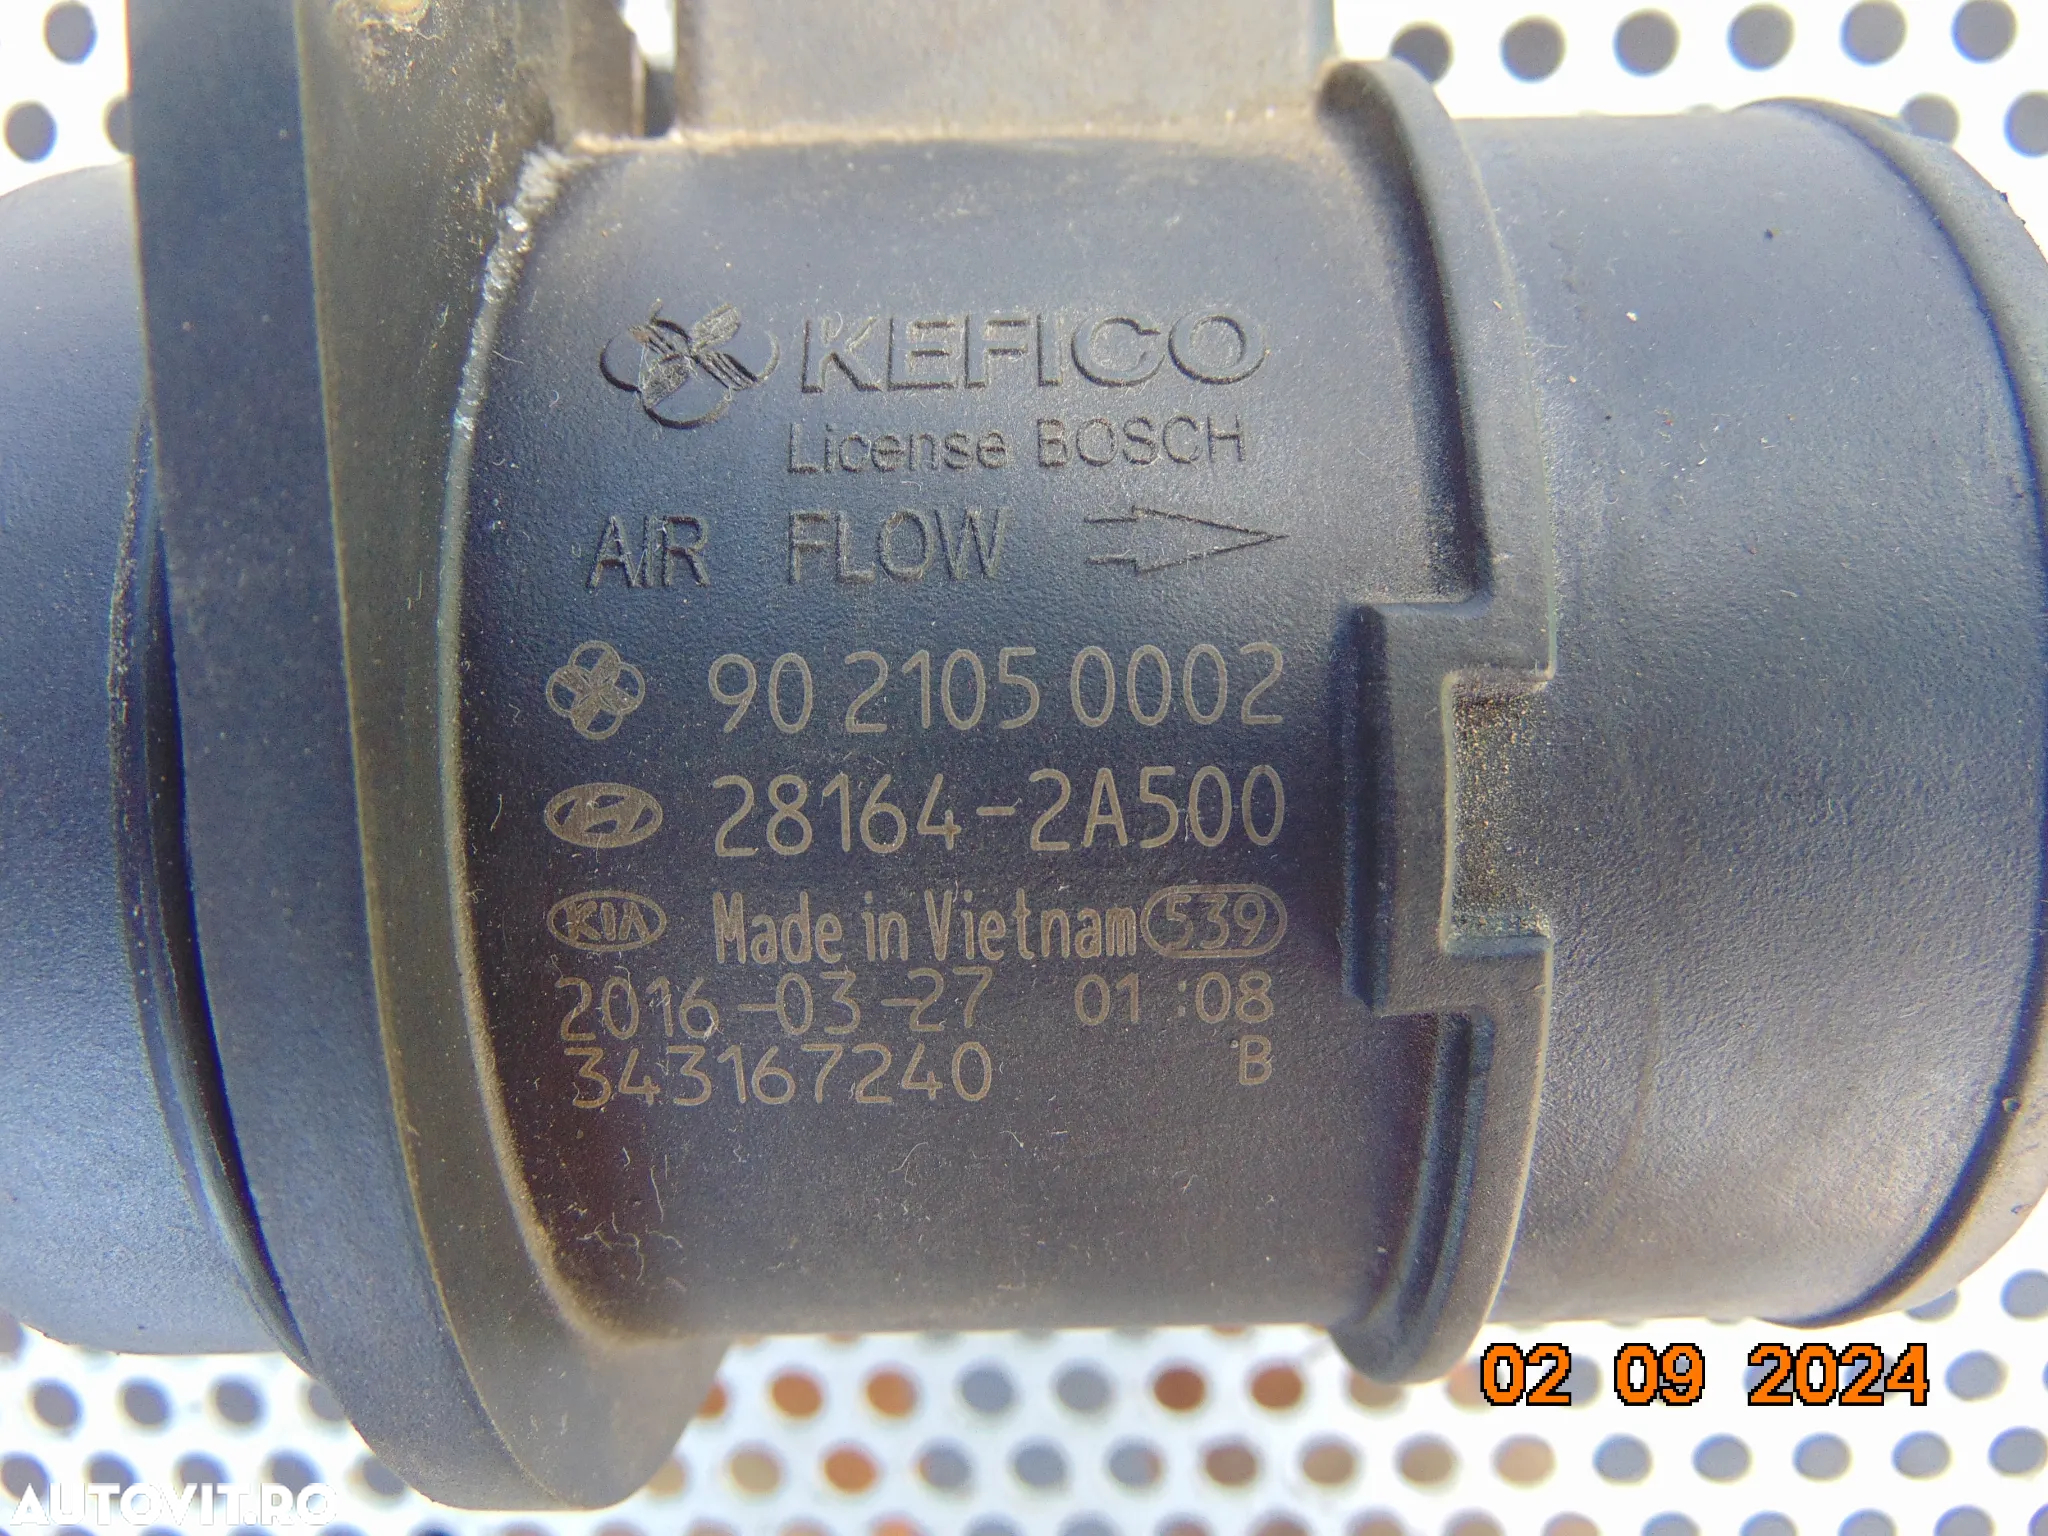 KEFICO
License BOSCH
AIR FLOW
90 2105 0002
28164-2A500
KIA Made in Vietnam 539
2016-03-27 01:08
343167240 B
02 09 2024
AUTOVIT.RO